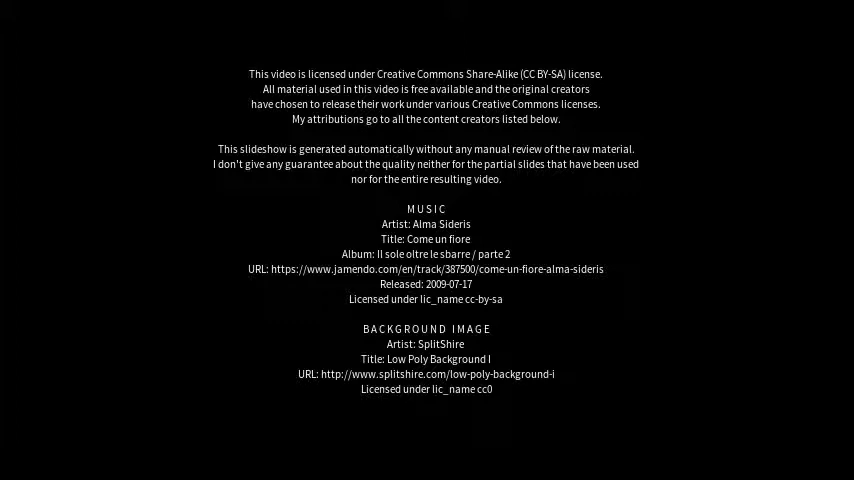 This video is licensed under Creative Commons Share-Alike (CC BY-SA) license.
All material used in this video is free available and the original creators
have chosen to release their work under various Creative Commons licenses.
My attributions go to all the content creators listed below.
This slideshow is generated automatically without any manual review of the raw material.
I don't give any guarantee about the quality neither for the partial slides that have been used
nor for the entire resulting video.
MUSIC
Artist: Alma Sideris
Title: Come un fiore
Album: Il sole oltre le sbarre / parte 2
URL: https://www.jamendo.com/en/track/387500/come-un-fiore-alma-sideris
Released: 2009-07-17
Licensed under lic_name cc-by-sa
BACKGROUND IMAGE
Artist: SplitShire
Title: Low Poly Background I
URL: http://www.splitshire.com/low-poly-background-i
Licensed under lic_name cc0